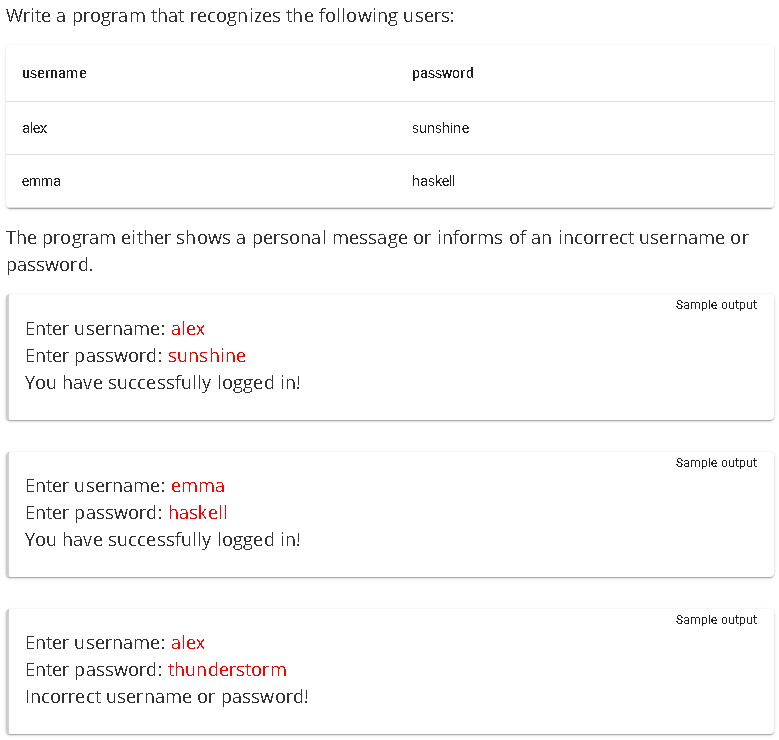 Write a program that recognizes the following users:
username password
alex sunshine
emma haskell
The program either shows a personal message or informs of an incorrect username or
password.
Sample output
Enter username: alex
Enter password: sunshine
You have successfully logged in!
Sample output
Enter username: emma
Enter password: haskell
You have successfully logged in!
Sample output
Enter username: alex
Enter password: thunderstorm
Incorrect username or password!